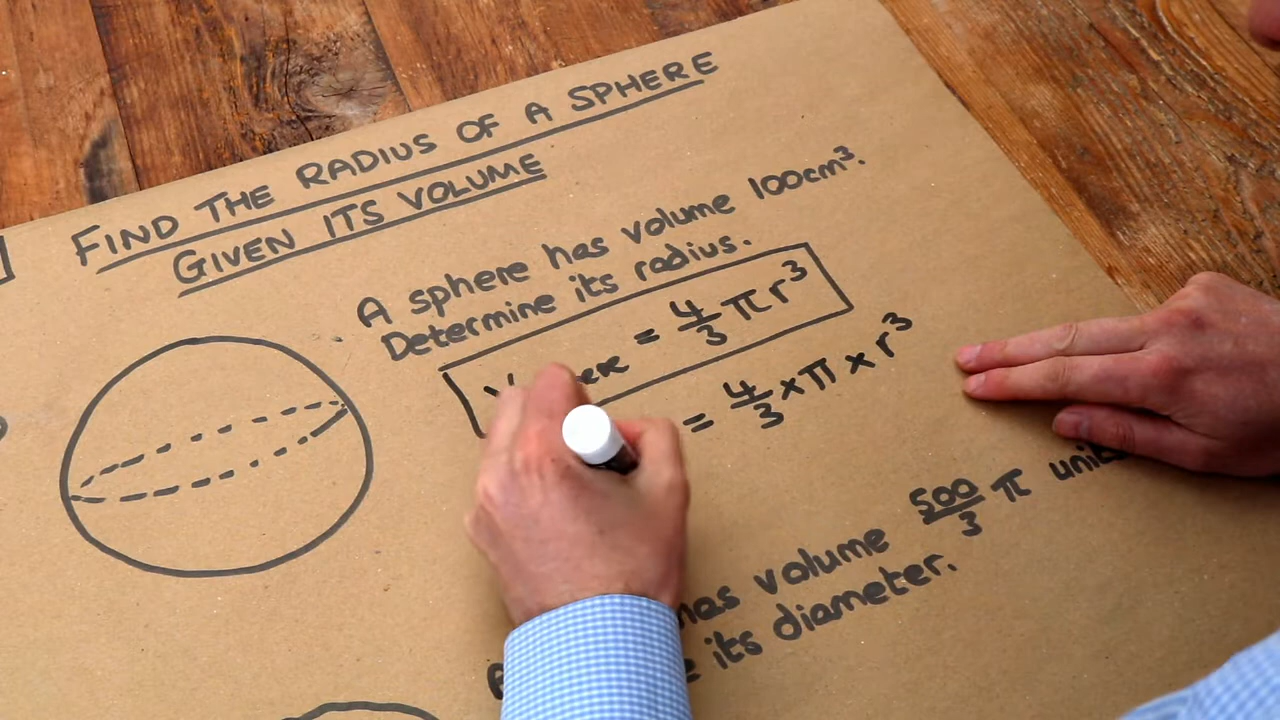 FIND THE RADIUS OF A SPHERE
GIVEN ITS VOLUME
A sphere has volume 100cm³.
Determine its radius.
= 4/3 π r³
= 4/3 × π × r³
has volume 500/3 π
its diameter.